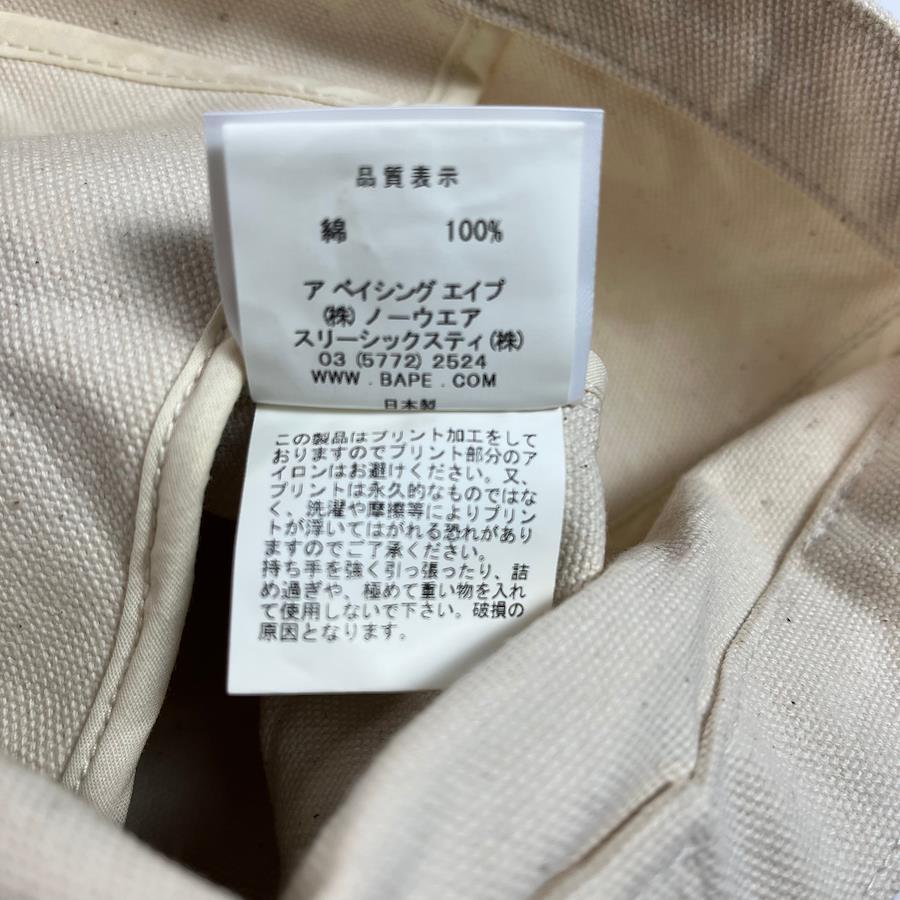 品質表示
綿 100%
ア ベイシング エイプ
(株) ノーウエア
スリーシックスティ(株)
03 (5772) 2524
WWW.BAPE.COM
日本製
この製品はプリント加工をして
おりますのでプリント部分のア
イロンはお避けください。又、
プリントは永久的なものではな
く、洗濯や摩擦等によりプリン
トが浮いてはがれる恐れがあり
ますのでご了承ください。
持ち手を強く引っ張ったり、詰
め過ぎや、極めて重い物を入れ
て使用しないで下さい。破損の
原因となります。